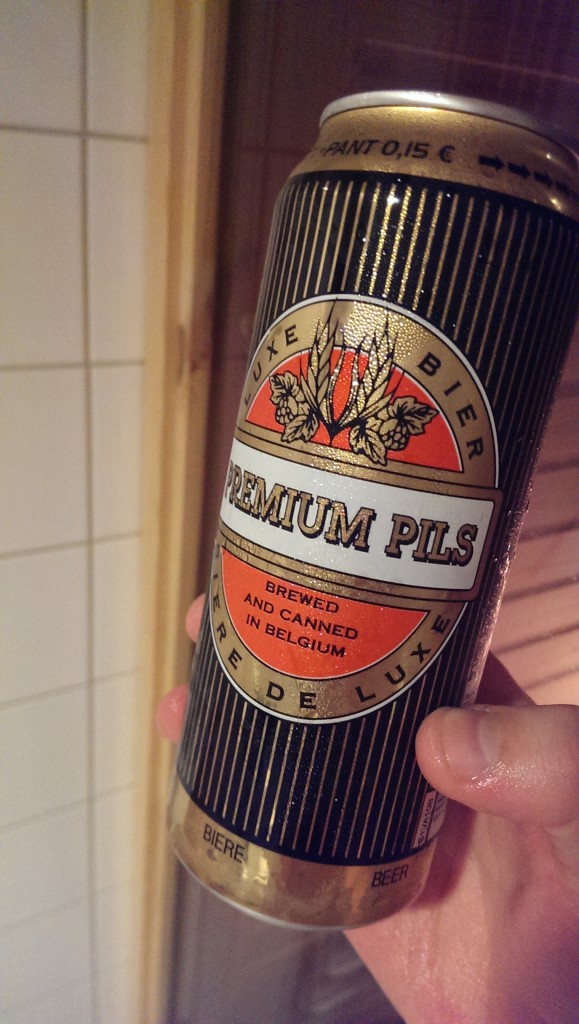 PANT 0,15 €
LUXE BIER
PREMIUM PILS
BREWED
AND CANNED
IN BELGIUM
BIERE DE LUXE
BIERE
BEER